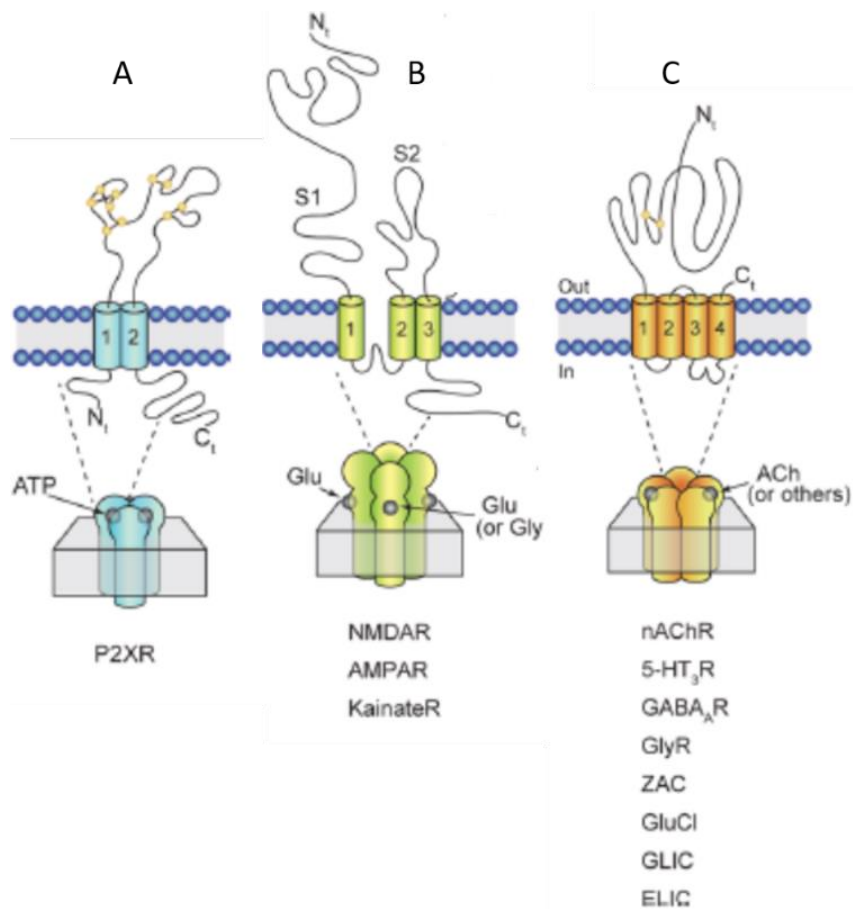 A
B
C
Nt
S1
S2
Nt
1
2
Nt
Ct
1
2
3
Ct
Out
In
1
2
3
4
Ct
ATP
Glu
Glu
(or Gly
ACh
(or others)
P2XR
NMDAR
AMPAR
KainateR
nAChR
5-HT3R
GABAAR
GlyR
ZAC
GluCl
GLIC
ELIC